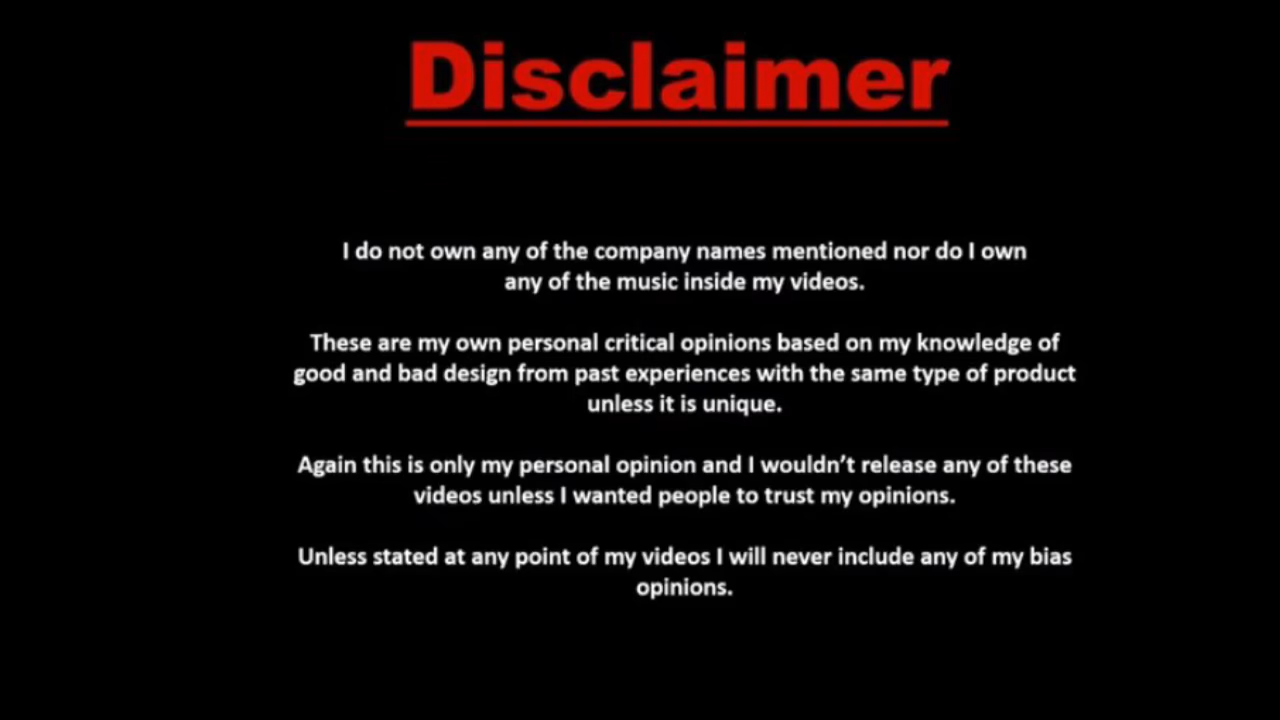 Disclaimer
I do not own any of the company names mentioned nor do I own
any of the music inside my videos.
These are my own personal critical opinions based on my knowledge of
good and bad design from past experiences with the same type of product
unless it is unique.
Again this is only my personal opinion and I wouldn’t release any of these
videos unless I wanted people to trust my opinions.
Unless stated at any point of my videos I will never include any of my bias
opinions.